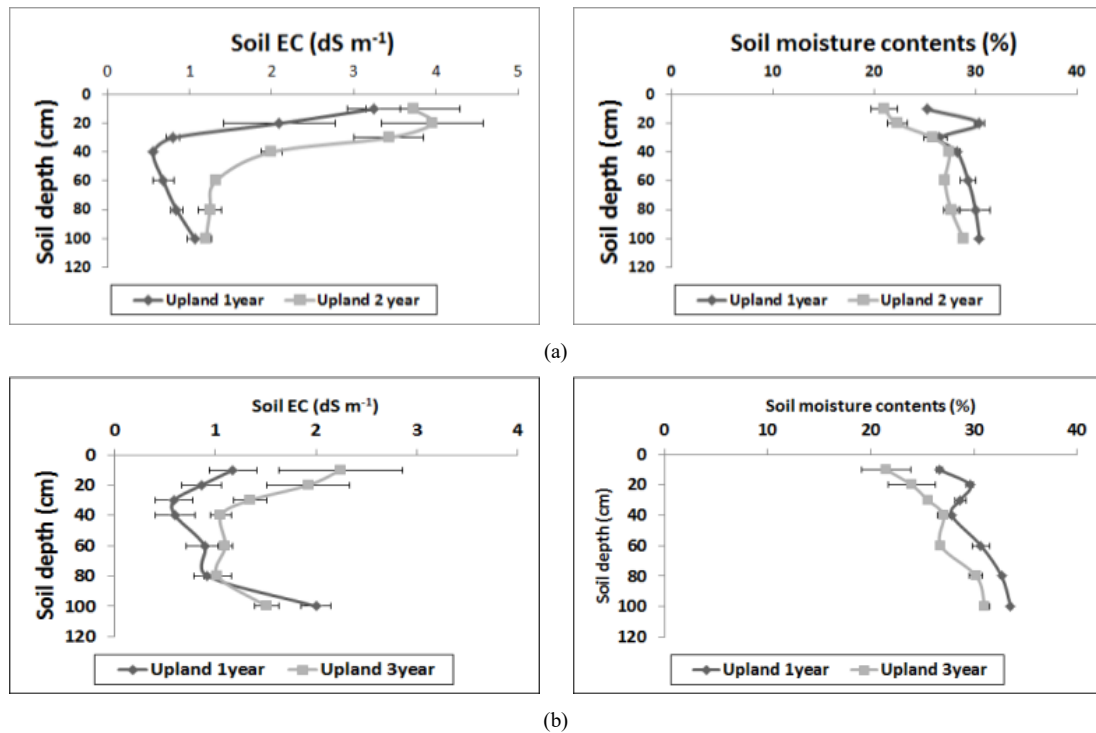 Soil EC (dS m⁻¹)
0 1 2 3 4 5
Soil depth (cm)
0
20
40
60
80
100
120
Upland 1year Upland 2 year
Soil moisture contents (%)
0 10 20 30 40
Soil depth (cm)
0
20
40
60
80
100
120
Upland 1year Upland 2 year
(a)
Soil EC (dS m⁻¹)
0 1 2 3 4
Soil depth (cm)
0
20
40
60
80
100
120
Upland 1year Upland 3year
Soil moisture contents (%)
0 10 20 30 40
Soil depth (cm)
0
20
40
60
80
100
120
Upland 1year Upland 3year
(b)